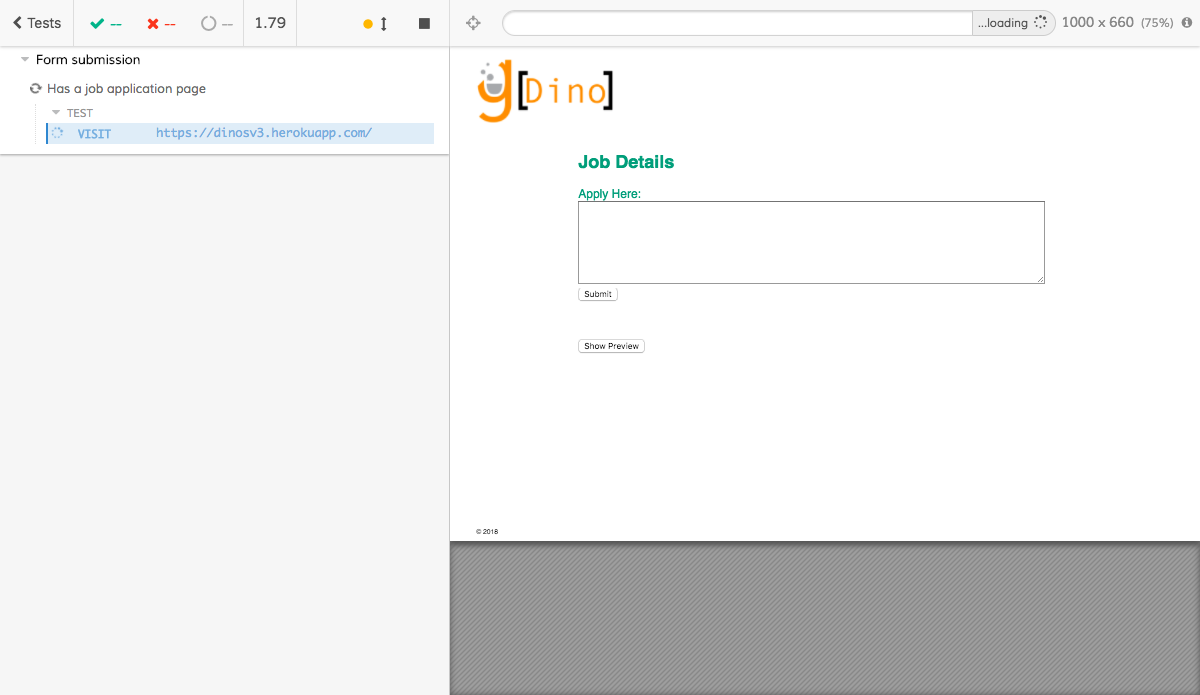 Tests -- -- -- 1.79 ...loading 1000 x 660 (75%)
Form submission
Has a job application page
TEST
VISIT https://dinosv3.herokuapp.com/
g[Dino]
Job Details
Apply Here:
Submit
Show Preview
© 2018